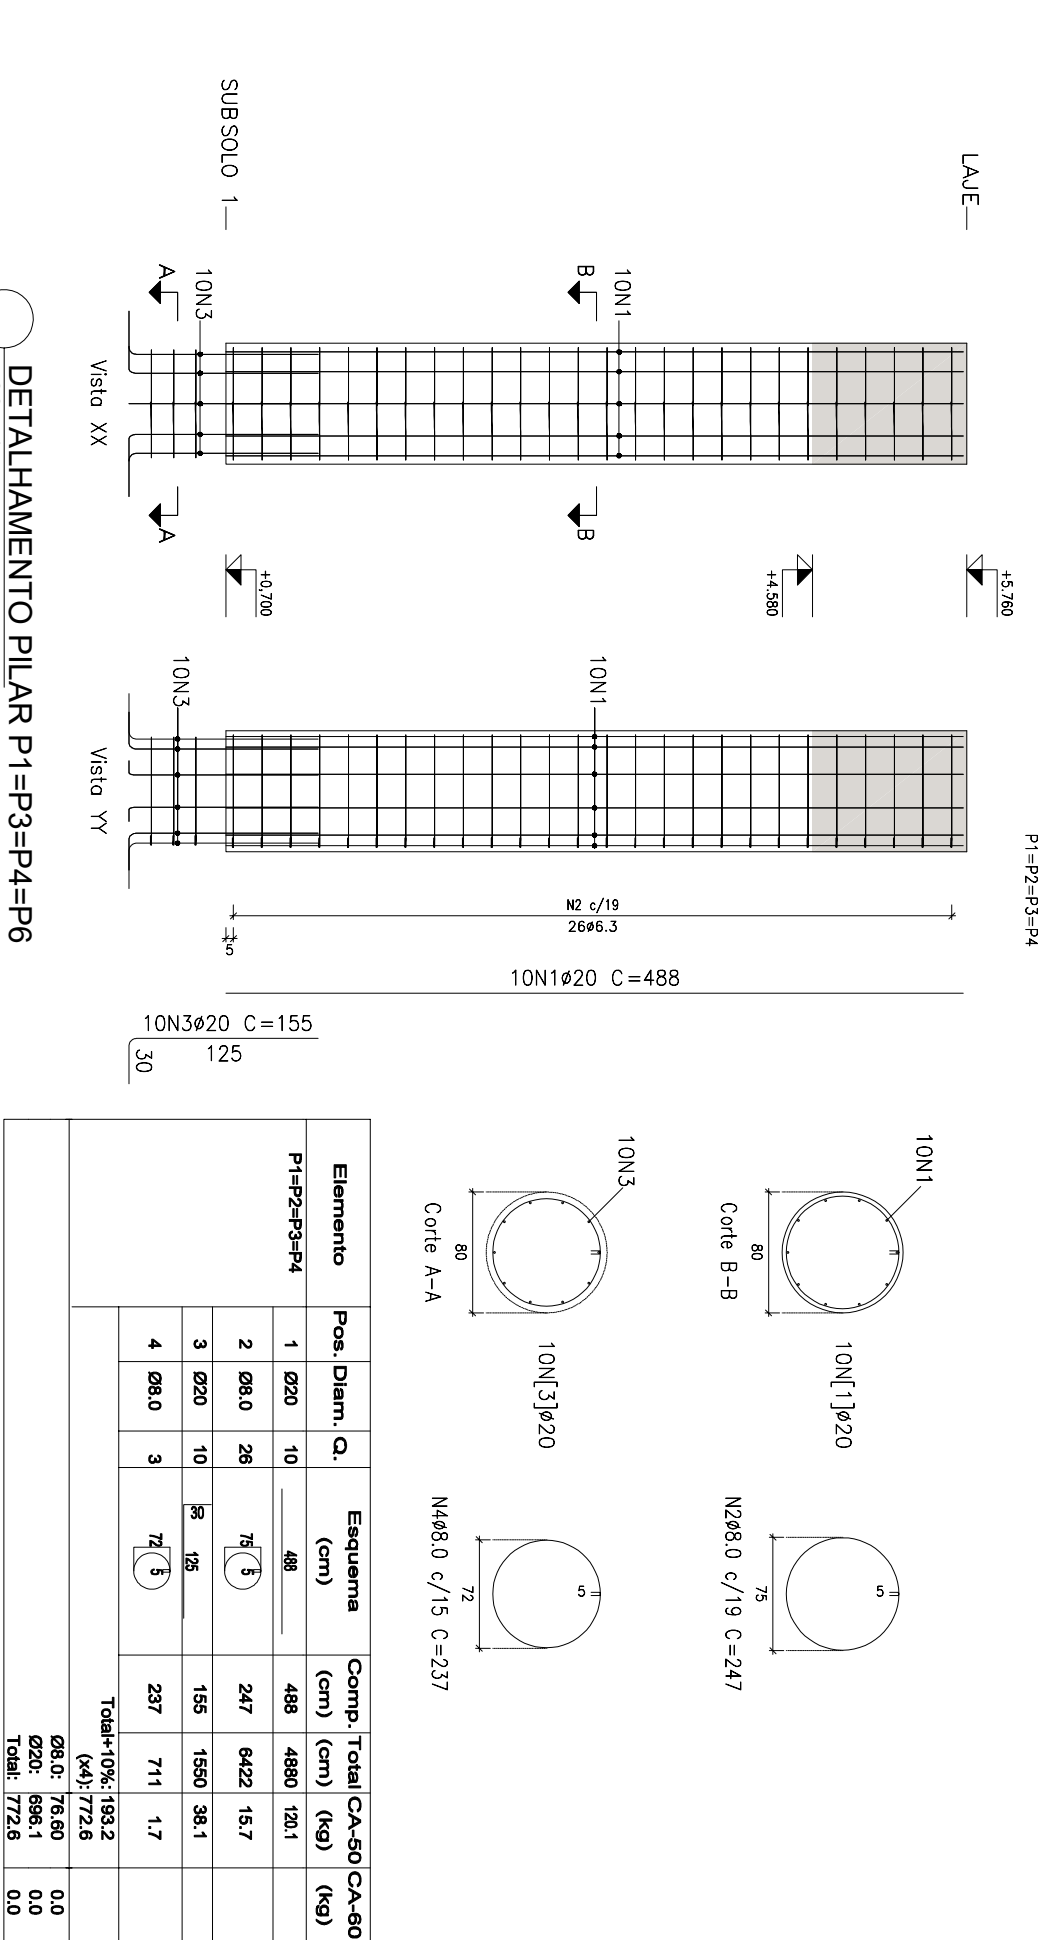 P1=P2=P3=P4
LAJE
SUBSOLO 1
A
10N3
B
10N1
A
B
Vista XX
+5.760
+4.580
+0,700
10N1
10N3
Vista YY
N2 c/19
26ø6.3
5
10N1ø20 C=488
10N3ø20 C=155
125
30
10N1
80
Corte B-B
10N[1]ø20
5
75
N2ø8.0 c/19 C=247
10N3
80
Corte A-A
10N[3]ø20
5
72
N4ø8.0 c/15 C=237
Elemento Pos. Diam. Q. Esquema (cm) Comp. (cm) Total (cm) CA-50 (kg) CA-60 (kg)
P1=P2=P3=P4
1 Ø20 10 488 488 4880 120.1
2 Ø8.0 26 75 5 247 6422 15.7
3 Ø20 10 125 155 1550 38.1
4 Ø8.0 3 72 5 237 711 1.7
Total+10%: 193.2
(x4): 772.6
Ø8.0: 76.60 0.0
Ø20: 696.1 0.0
Total: 772.6 0.0
DETALHAMENTO PILAR P1=P3=P4=P6